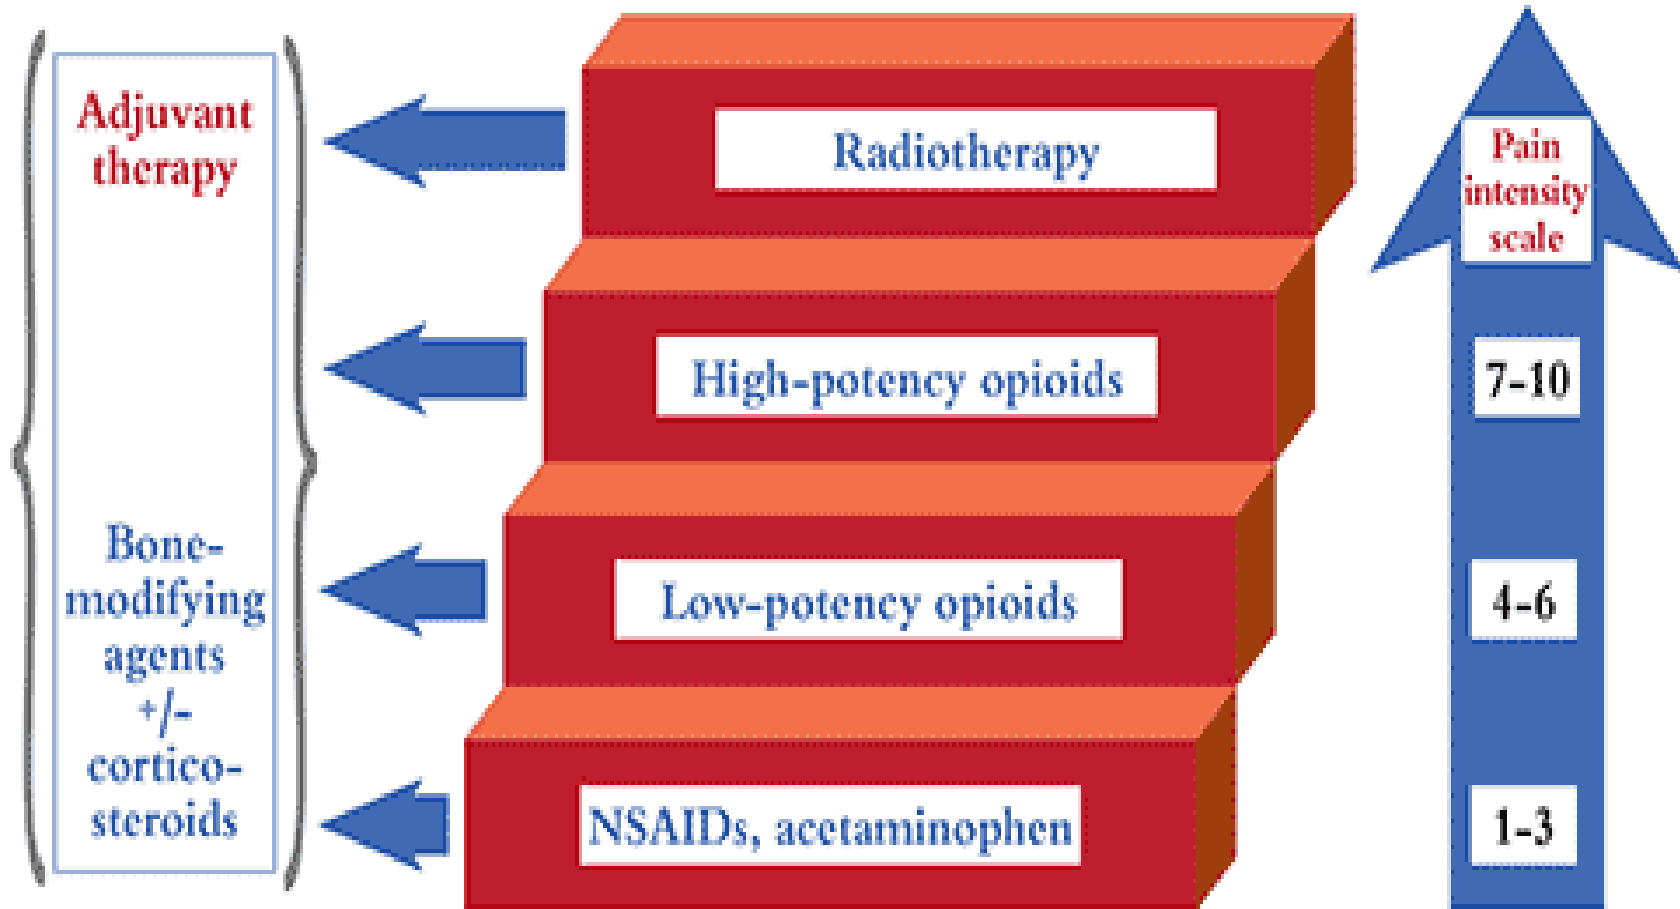 Adjuvant
therapy
Bone-
modifying
agents
+/-
cortico-
steroids
Radiotherapy
High-potency opioids
Low-potency opioids
NSAIDs, acetaminophen
Pain
intensity
scale
7-10
4-6
1-3